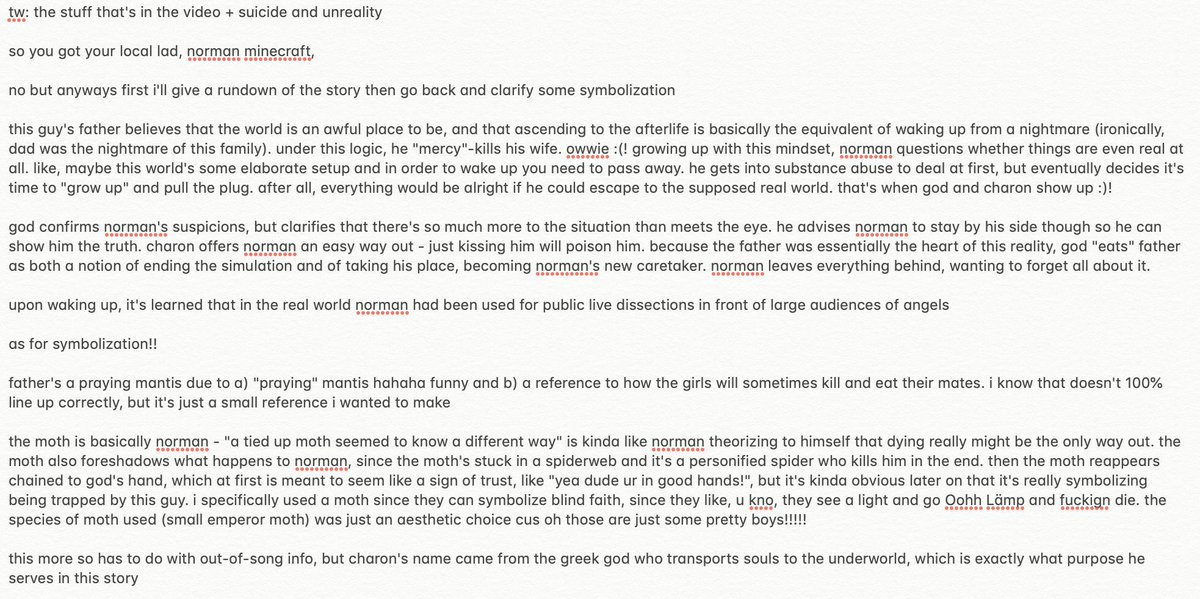 tw: the stuff that's in the video + suicide and unreality
so you got your local lad, norman minecraft,
no but anyways first i'll give a rundown of the story then go back and clarify some symbolization
this guy's father believes that the world is an awful place to be, and that ascending to the afterlife is basically the equivalent of waking up from a nightmare (ironically,
dad was the nightmare of this family). under this logic, he "mercy"-kills his wife. owwie :(! growing up with this mindset, norman questions whether things are even real at
all. like, maybe this world's some elaborate setup and in order to wake up you need to pass away. he gets into substance abuse to deal at first, but eventually decides it's
time to "grow up" and pull the plug. after all, everything would be alright if he could escape to the supposed real world. that's when god and charon show up :)!
god confirms norman's suspicions, but clarifies that there's so much more to the situation than meets the eye. he advises norman to stay by his side though so he can
show him the truth. charon offers norman an easy way out - just kissing him will poison him. because the father was essentially the heart of this reality, god "eats" father
as both a notion of ending the simulation and of taking his place, becoming norman's new caretaker. norman leaves everything behind, wanting to forget all about it.
upon waking up, it's learned that in the real world norman had been used for public live dissections in front of large audiences of angels
as for symbolization!!
father's a praying mantis due to a) "praying" mantis hahaha funny and b) a reference to how the girls will sometimes kill and eat their mates. i know that doesn't 100%
line up correctly, but it's just a small reference i wanted to make
the moth is basically norman - "a tied up moth seemed to know a different way" is kinda like norman theorizing to himself that dying really might be the only way out. the
moth also foreshadows what happens to norman, since the moth's stuck in a spiderweb and it's a personified spider who kills him in the end. then the moth reappears
chained to god's hand, which at first is meant to seem like a sign of trust, like "yea dude ur in good hands!", but it's kinda obvious later on that it's really symbolizing
being trapped by this guy. i specifically used a moth since they can symbolize blind faith, since they like, u kno, they see a light and go Oohh Lämp and fuckign die. the
species of moth used (small emperor moth) was just an aesthetic choice cus oh those are just some pretty boys!!!!!
this more so has to do with out-of-song info, but charon's name came from the greek god who transports souls to the underworld, which is exactly what purpose he
serves in this story